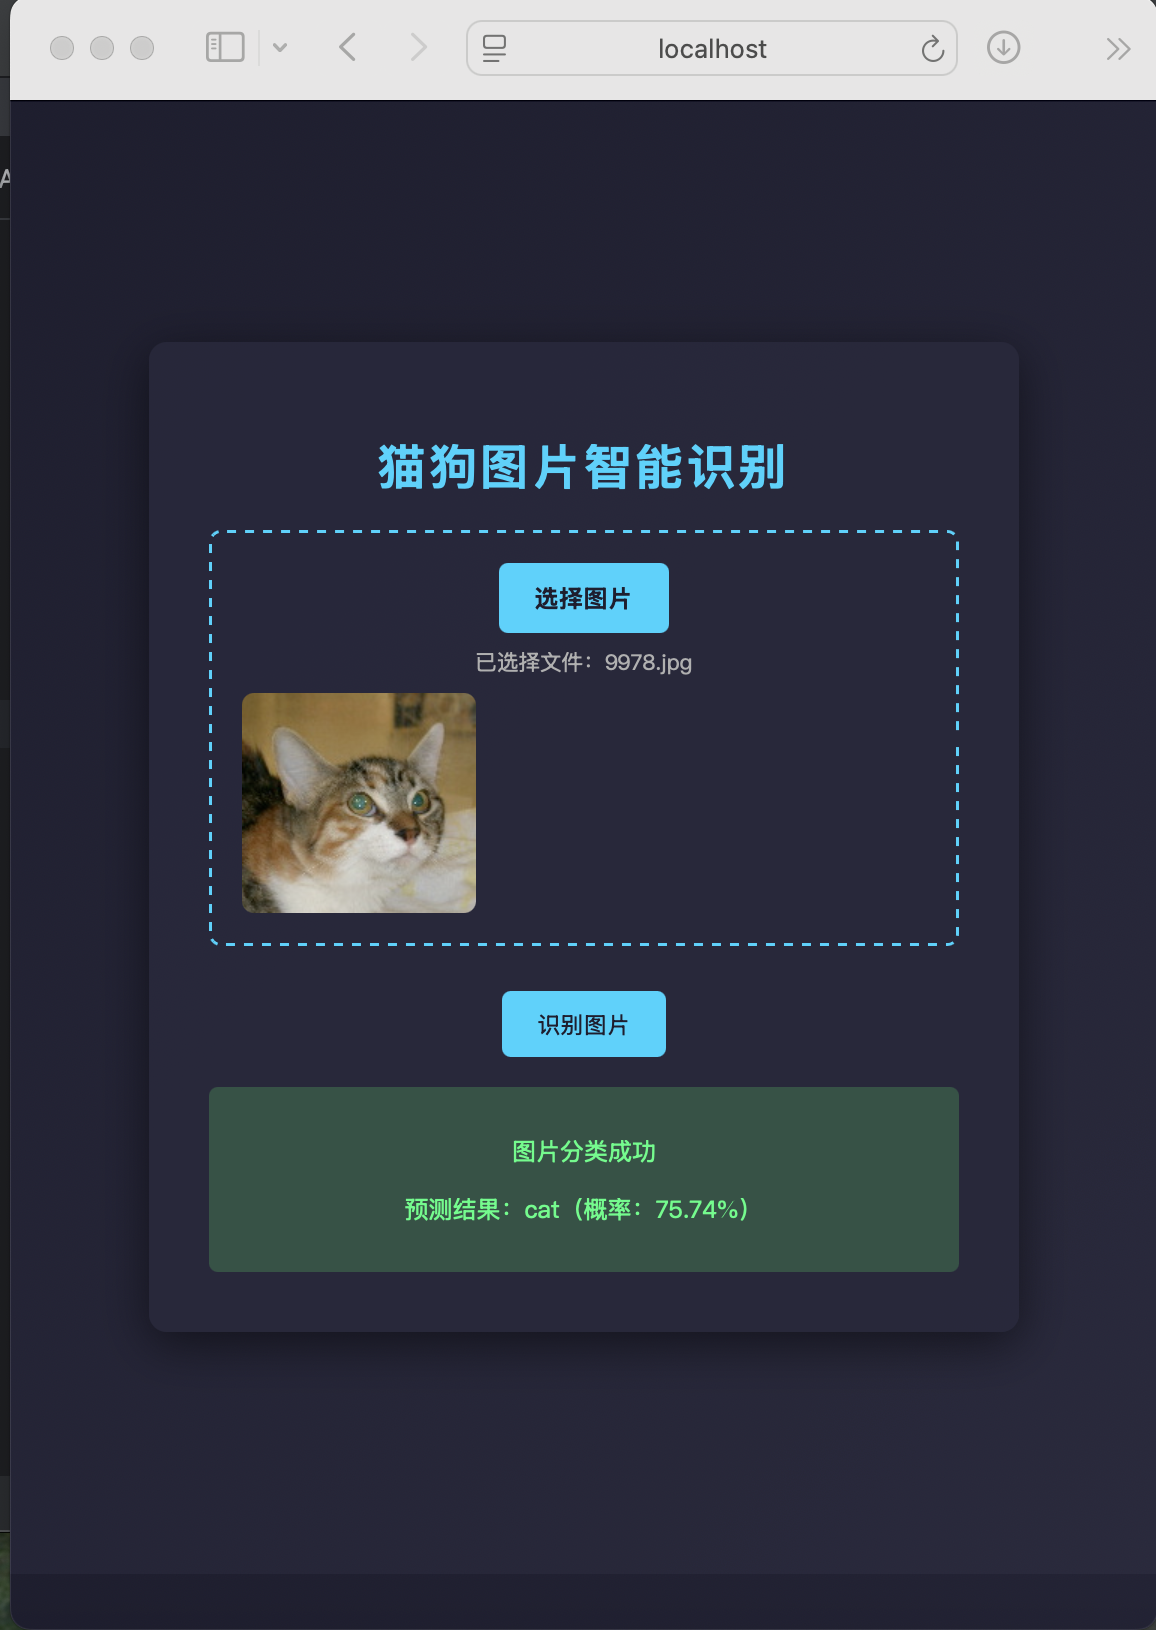 localhost
猫狗图片智能识别
选择图片
已选择文件：9978.jpg
识别图片
图片分类成功
预测结果：cat（概率：75.74%）